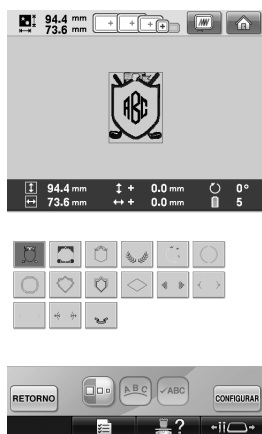 94.4 mm
73.6 mm
ABC
94.4 mm + 0.0 mm 0°
73.6 mm + 0.0 mm 5
RETORNO
ABC
ABC
CONFIGURAR
?